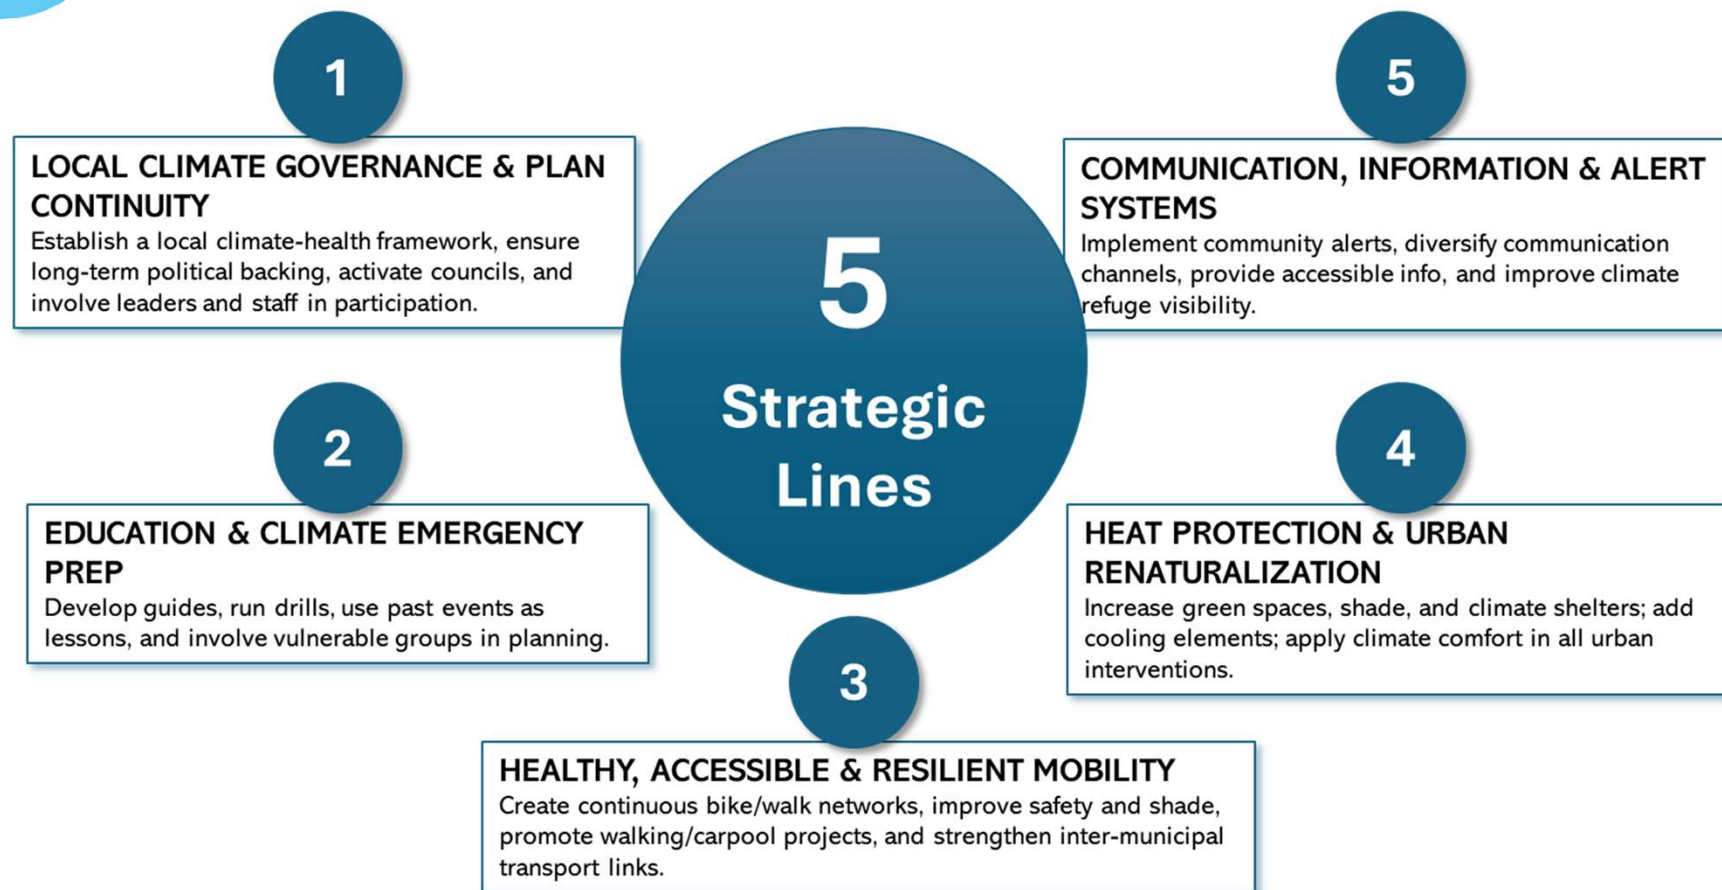 1
LOCAL CLIMATE GOVERNANCE & PLAN
CONTINUITY
Establish a local climate-health framework, ensure
long-term political backing, activate councils, and
involve leaders and staff in participation.
2
EDUCATION & CLIMATE EMERGENCY
PREP
Develop guides, run drills, use past events as
lessons, and involve vulnerable groups in planning.
5
Strategic
Lines
3
HEALTHY, ACCESSIBLE & RESILIENT MOBILITY
Create continuous bike/walk networks, improve safety and shade,
promote walking/carpool projects, and strengthen inter-municipal
transport links.
4
HEAT PROTECTION & URBAN
RENATURALIZATION
Increase green spaces, shade, and climate shelters; add
cooling elements; apply climate comfort in all urban
interventions.
5
COMMUNICATION, INFORMATION & ALERT
SYSTEMS
Implement community alerts, diversify communication
channels, provide accessible info, and improve climate
refuge visibility.